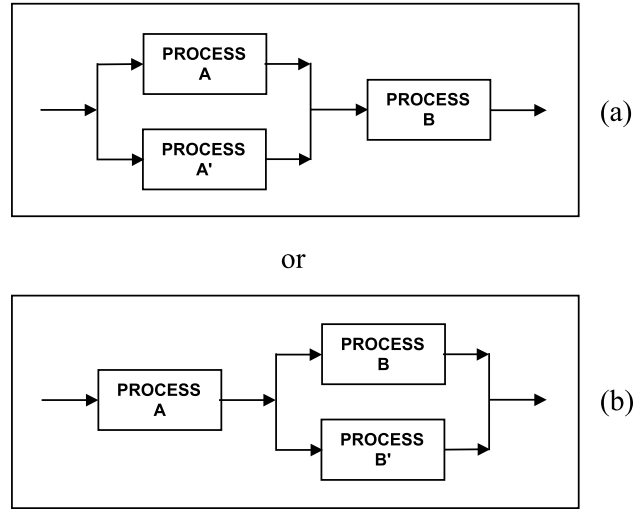 PROCESS
A
PROCESS
A'
PROCESS
B
(a)
or
PROCESS
A
PROCESS
B
PROCESS
B'
(b)